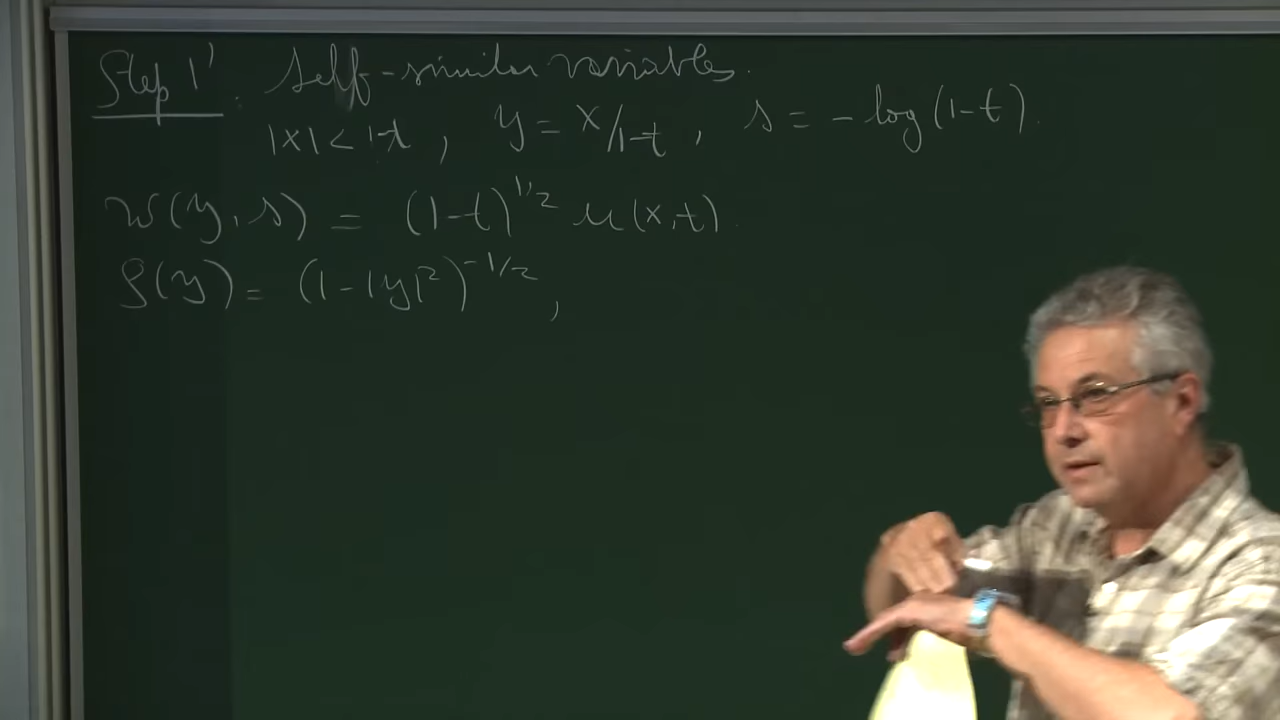 Step 1'. Self-similar variables.
|x| < 1-t, y = x/1-t, s = -log(1-t).
w(y,s) = (1-t)^{1/2} u(x,t).
ρ(y) = (1-|y|²)^{-1/2},